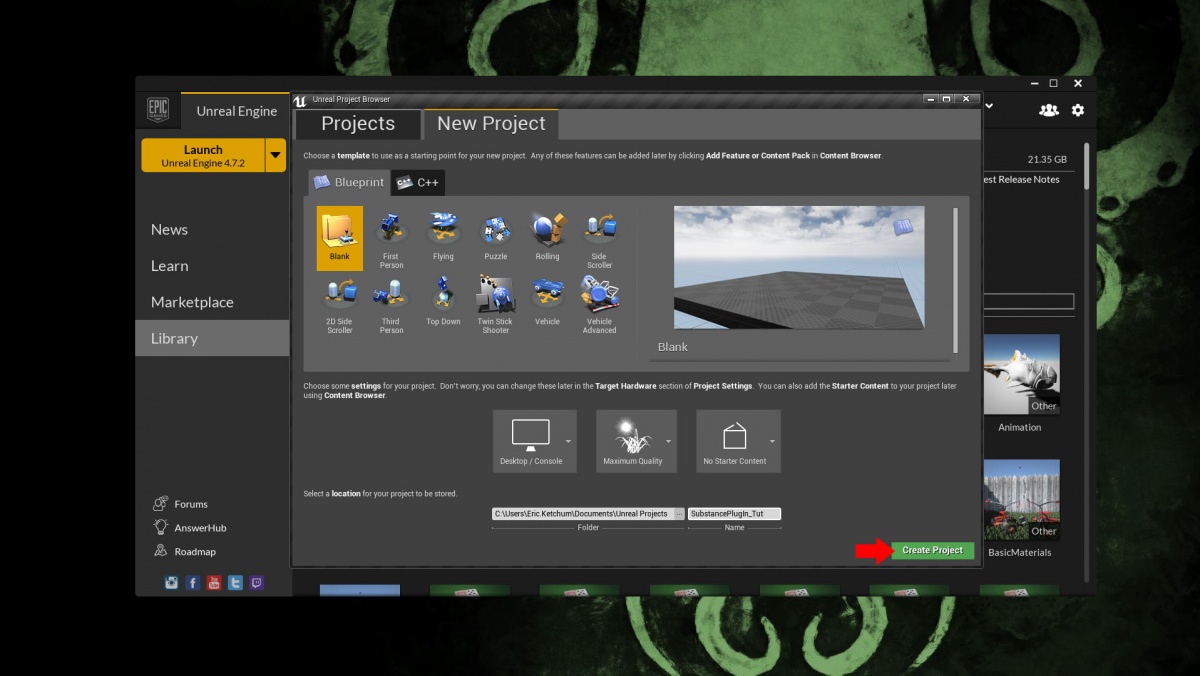 EPIC GAMES
Unreal Engine
Launch
Unreal Engine 4.7.2
News
Learn
Marketplace
Library
Forums
AnswerHub
Roadmap
Unreal Project Browser
Projects
New Project
Choose a template to use as a starting point for your new project. Any of these features can be added later by clicking Add Feature or Content Pack in Content Browser.
Blueprint
C++
Blank
First
Person
Flying
Puzzle
Rolling
Side
Scroller
2D Side
Scroller
Third
Person
Top Down
Twin Stick
Shooter
Vehicle
Vehicle
Advanced
Blank
Choose some settings for your project. Don't worry, you can change these later in the Target Hardware section of Project Settings. You can also add the Starter Content to your project later
using Content Browser.
Desktop / Console
Maximum Quality
No Starter Content
Select a location for your project to be stored.
C:\Users\Eric.Ketchum\Documents\Unreal Projects
...
SubstancePlugIn_Tut
Folder
Name
Create Project
21.35 GB
est Release Notes
Other
Animation
Other
BasicMaterials